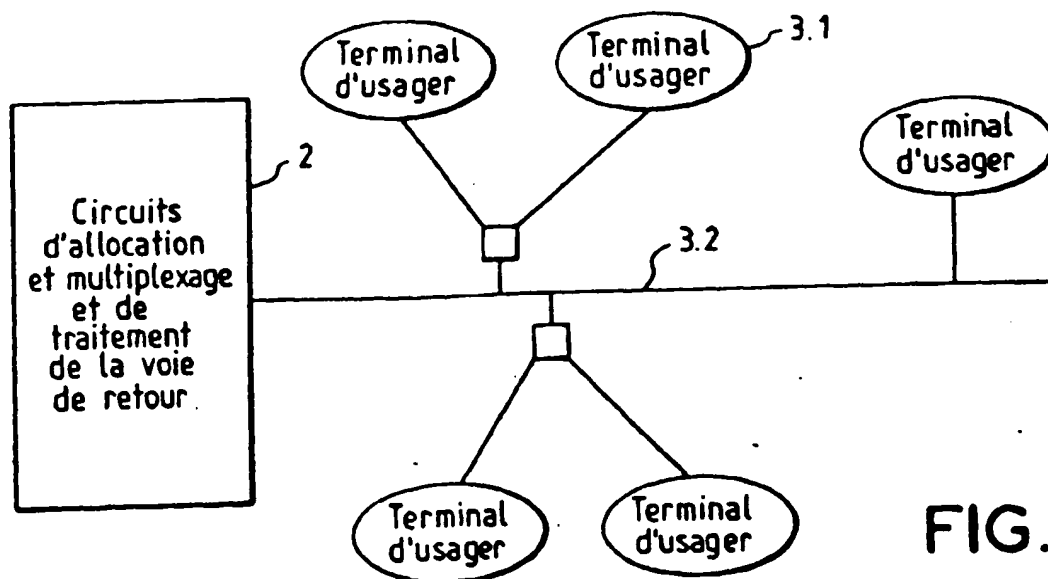 Terminal
d'usager
Terminal
d'usager
3.1
Terminal
d'usager
2
Circuits
d'allocation
et multiplexage
et de
traitement
de la voie
de retour
3.2
Terminal
d'usager
Terminal
d'usager
FIG.